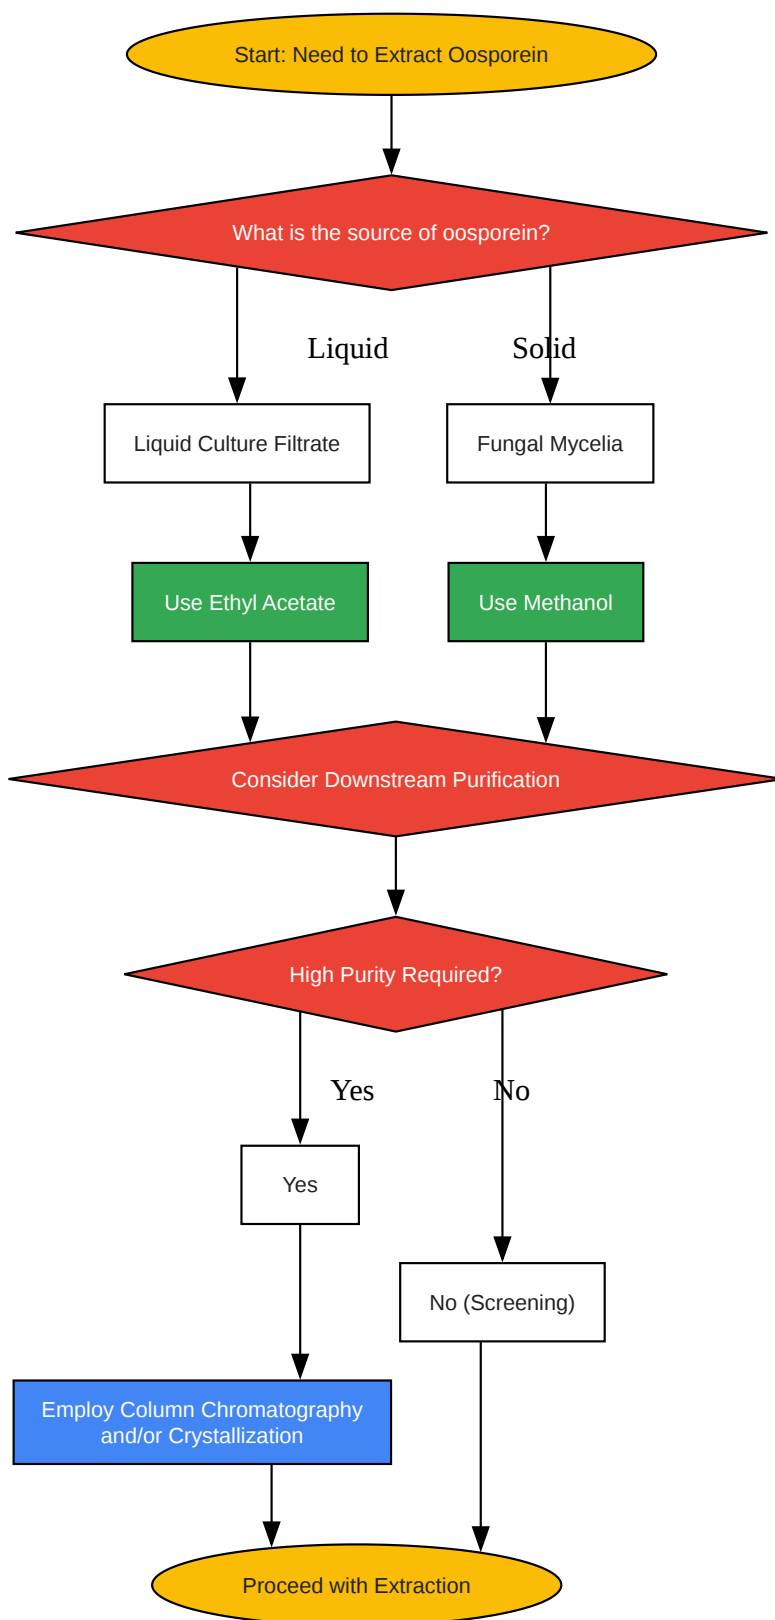 Start: Need to Extract Oosporein
What is the source of oosporein?
Liquid
Solid
Liquid Culture Filtrate
Fungal Mycelia
Use Ethyl Acetate
Use Methanol
Consider Downstream Purification
High Purity Required?
Yes
No
Yes
No (Screening)
Employ Column Chromatography
and/or Crystallization
Proceed with Extraction